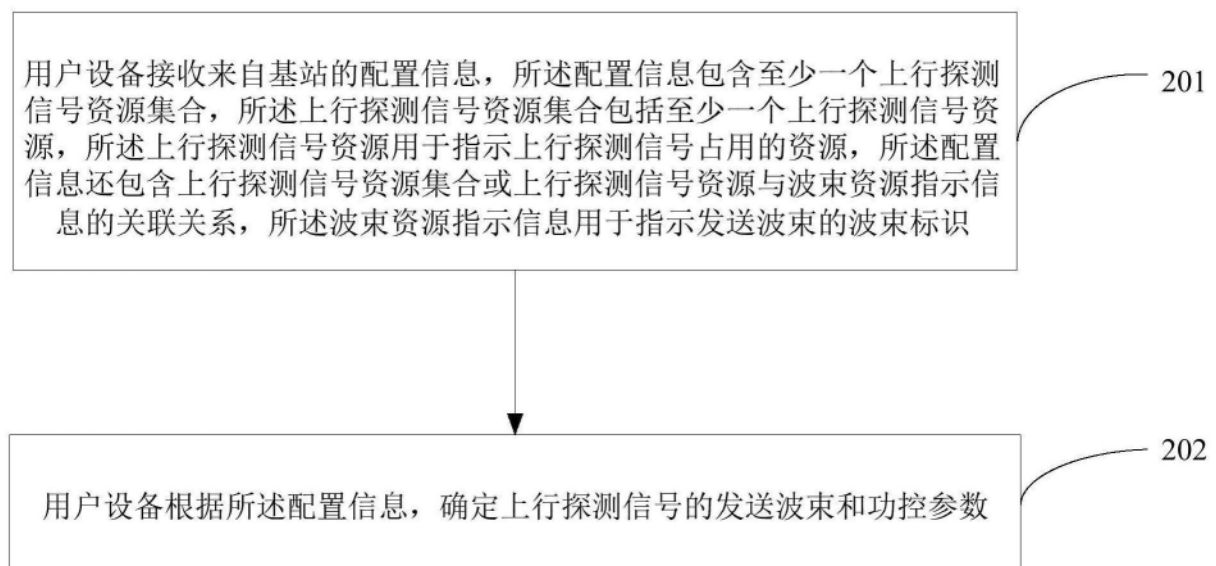 用户设备接收来自基站的配置信息，所述配置信息包含至少一个上行探测
信号资源集合，所述上行探测信号资源集合包括至少一个上行探测信号资
源，所述上行探测信号资源用于指示上行探测信号占用的资源，所述配置
信息还包含上行探测信号资源集合或上行探测信号资源与波束资源指示信
息的关联关系，所述波束资源指示信息用于指示发送波束的波束标识
201
用户设备根据所述配置信息，确定上行探测信号的发送波束和功控参数
202